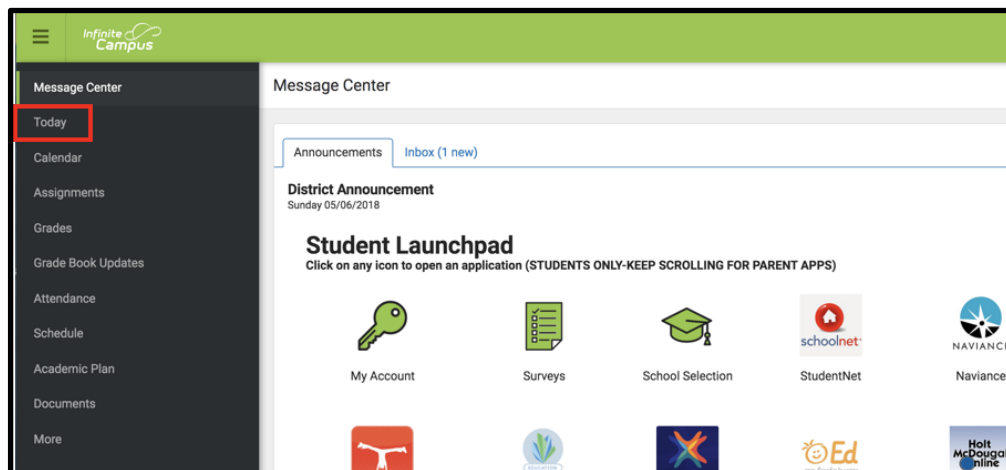 Infinite
Campus
Message Center
Today
Calendar
Assignments
Grades
Grade Book Updates
Attendance
Schedule
Academic Plan
Documents
More
Message Center
Announcements Inbox (1 new)
District Announcement
Sunday 05/06/2018
Student Launchpad
Click on any icon to open an application (STUDENTS ONLY-KEEP SCROLLING FOR PARENT APPS)
schoolnet
NAVIANCE
My Account Surveys School Selection StudentNet Naviance
EDUCATION
Ed
Holt
McDougal
Online